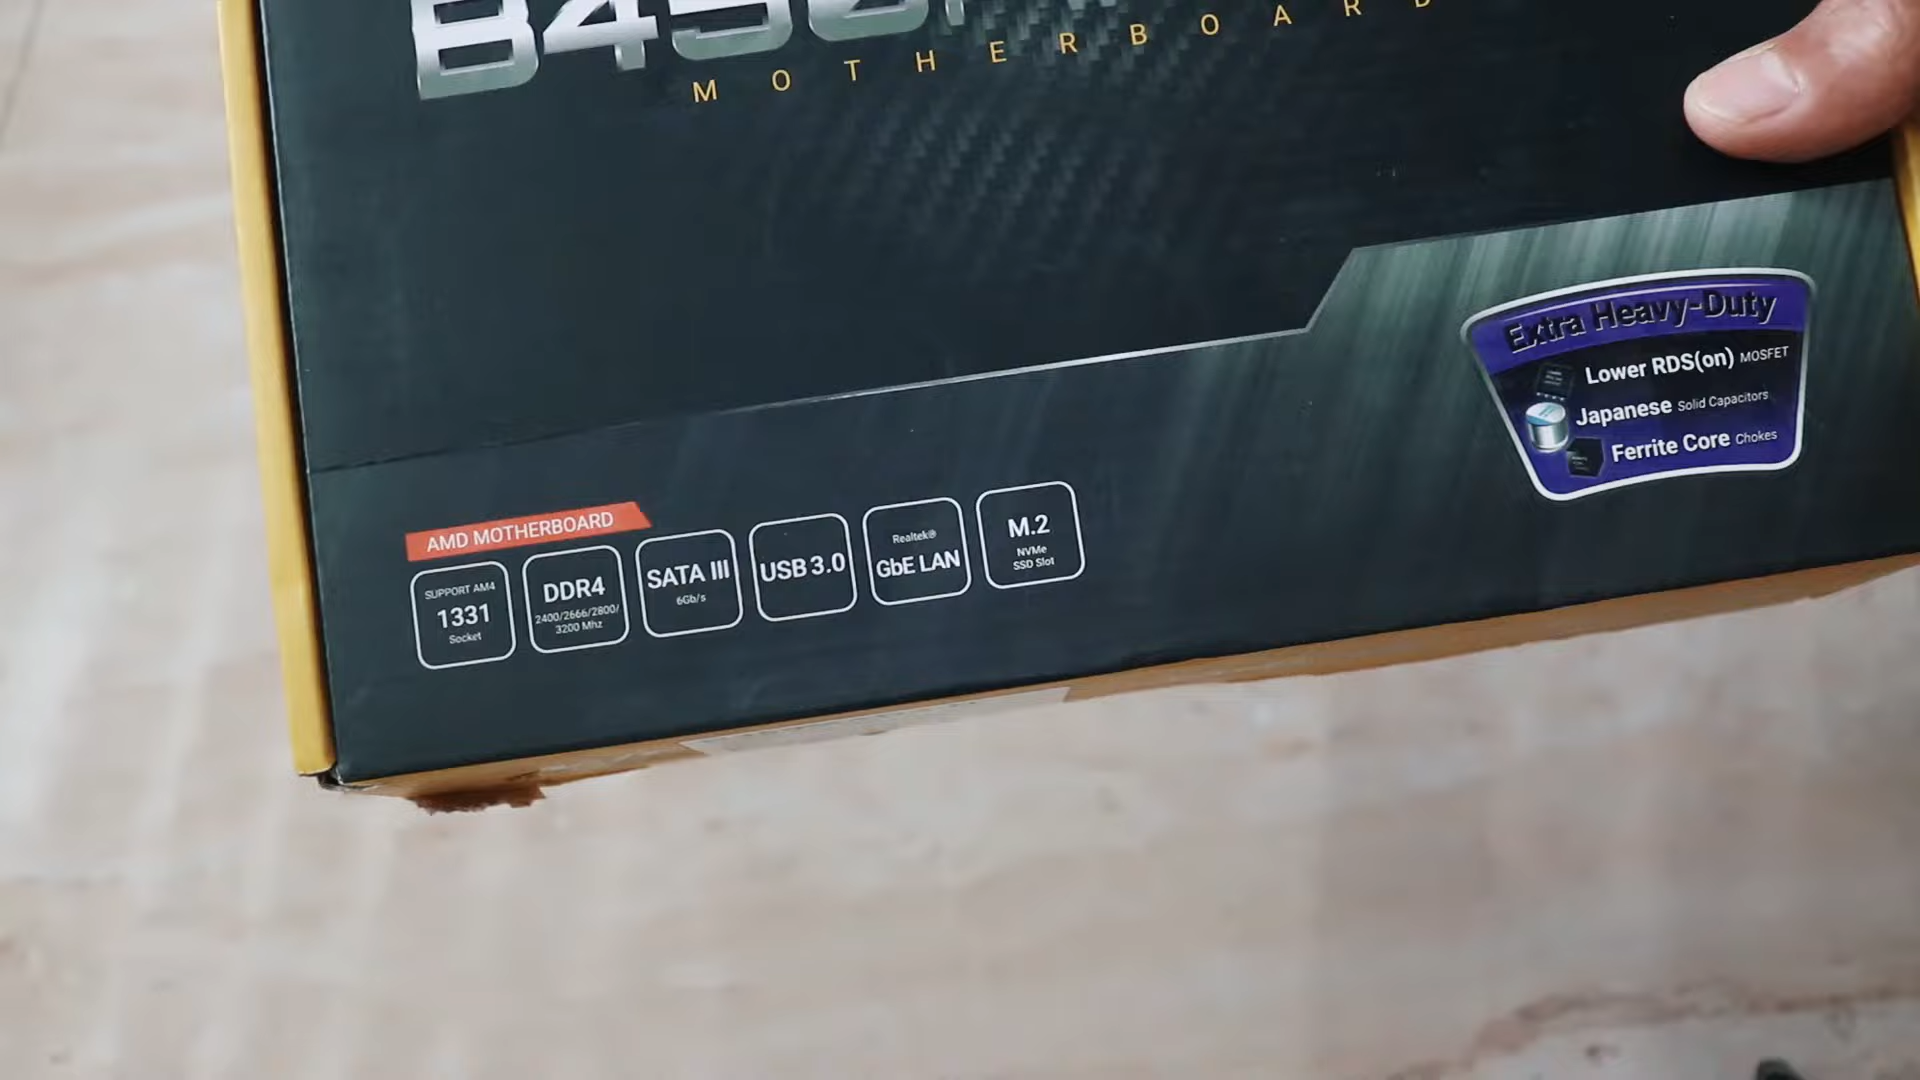 B450M
MOTHERBOARD
Extra Heavy-Duty
Lower RDS(on) MOSFET
Japanese Solid Capacitors
Ferrite Core Chokes
AMD MOTHERBOARD
SUPPORT AM4
1331
Socket
DDR4
2400/2666/2800/
3200 Mhz
SATA III
6Gb/s
USB 3.0
Realtek®
GbE LAN
M.2
NVMe
SSD Slot